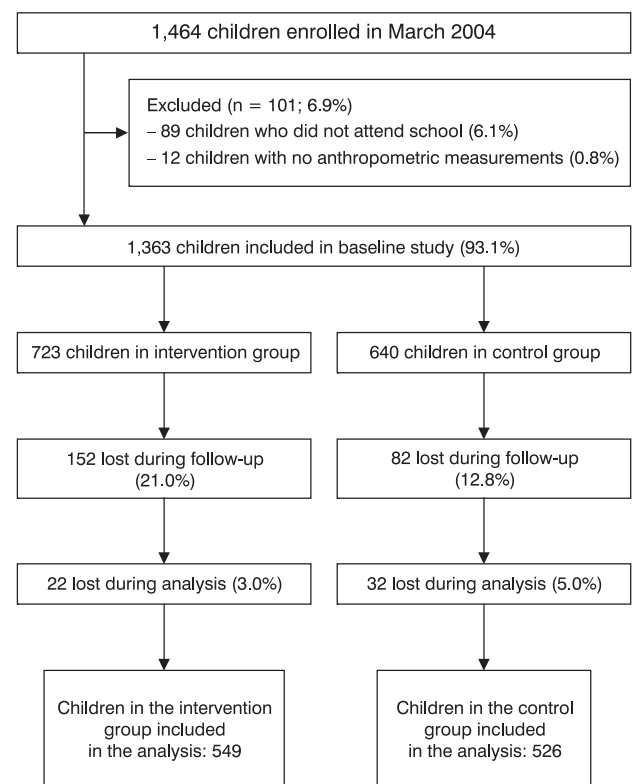 1,464 children enrolled in March 2004
Excluded (n = 101; 6.9%)
– 89 children who did not attend school (6.1%)
– 12 children with no anthropometric measurements (0.8%)
1,363 children included in baseline study (93.1%)
723 children in intervention group
640 children in control group
152 lost during follow-up
(21.0%)
82 lost during follow-up
(12.8%)
22 lost during analysis (3.0%)
32 lost during analysis (5.0%)
Children in the intervention
group included
in the analysis: 549
Children in the control
group included
in the analysis: 526